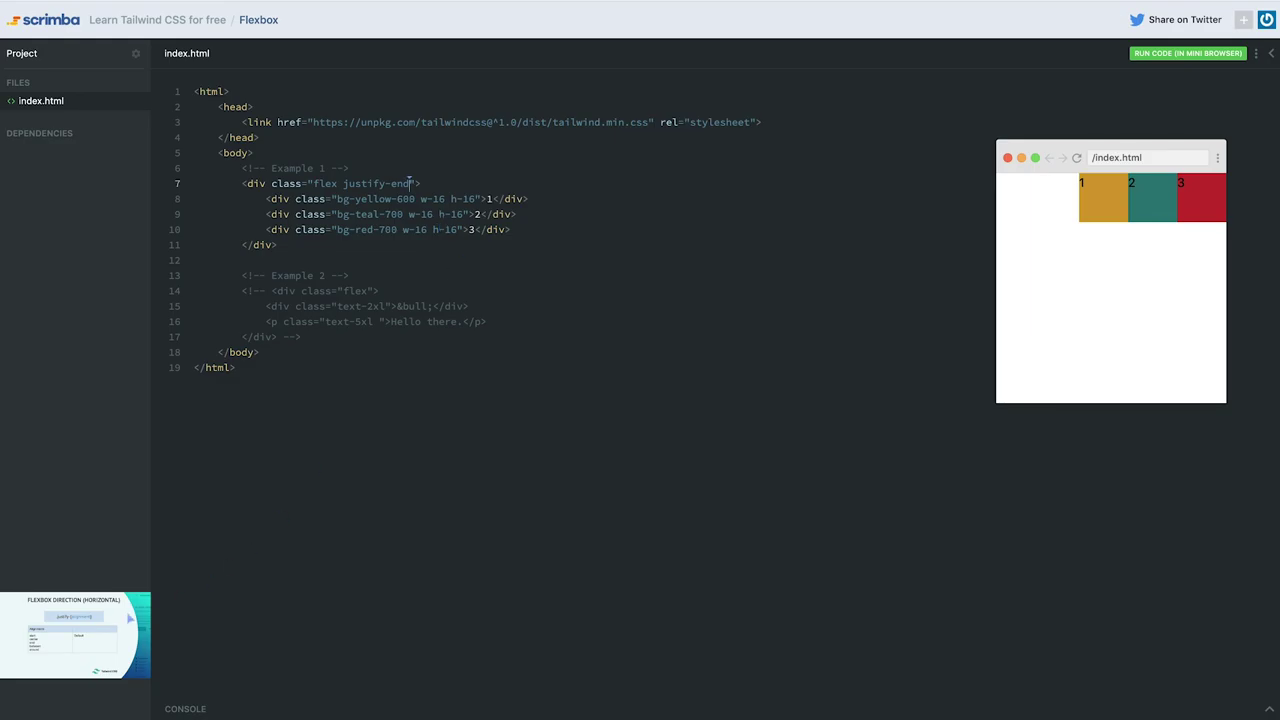 scrimba Learn Tailwind CSS for free / Flexbox
Share on Twitter
Project
index.html
RUN CODE (IN MINI BROWSER)
FILES
<> index.html
DEPENDENCIES
1 <html>
2 <head>
3 <link href="https://unpkg.com/tailwindcss@^1.0/dist/tailwind.min.css" rel="stylesheet">
4 </head>
5 <body>
6 <!-- Example 1 -->
7 <div class="flex justify-end">
8 <div class="bg-yellow-600 w-16 h-16">1</div>
9 <div class="bg-teal-700 w-16 h-16">2</div>
10 <div class="bg-red-700 w-16 h-16">3</div>
11 </div>
12
13 <!-- Example 2 -->
14 <!-- <div class="flex">
15 <div class="text-2xl">&bull;</div>
16 <p class="text-5xl ">Hello there.</p>
17 </div> -->
18 </body>
19 </html>
/index.html
1 2 3
FLEXBOX DIRECTION (HORIZONTAL)
CONSOLE